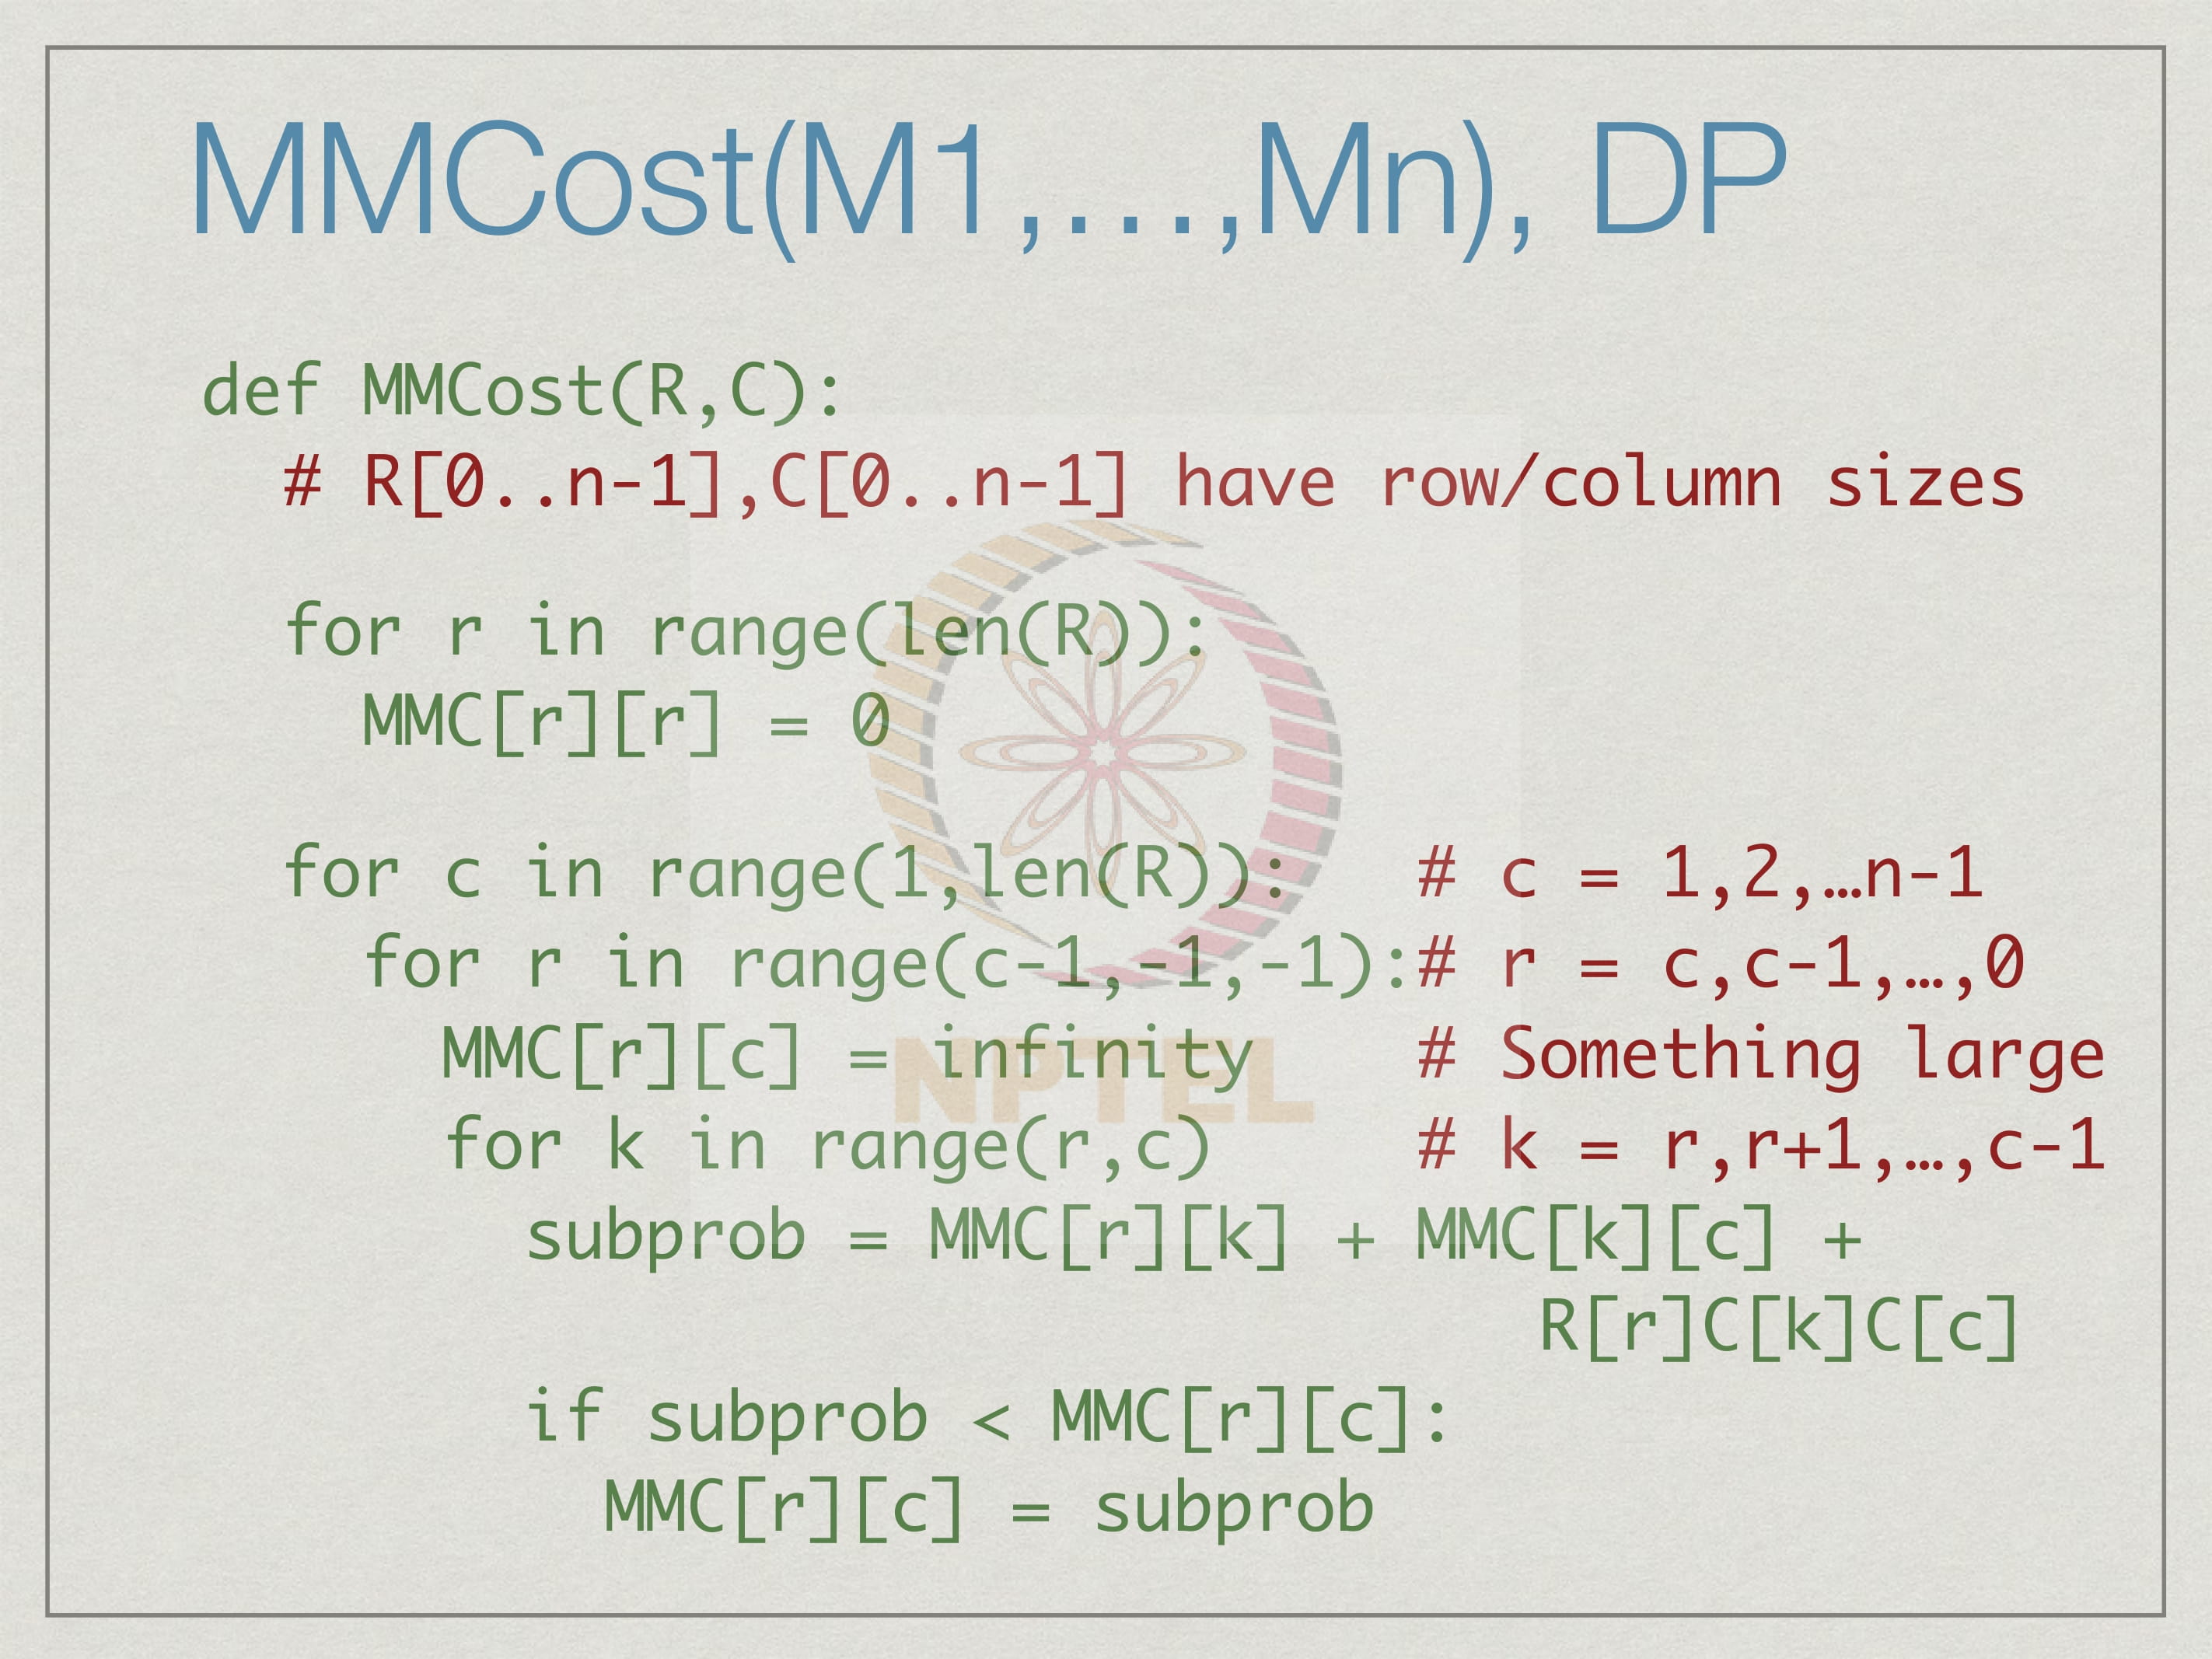 MMCost(M1,…,Mn), DP
def MMCost(R,C):
# R[0..n-1],C[0..n-1] have row/column sizes
for r in range(len(R)):
MMC[r][r] = 0
for c in range(1,len(R)): # c = 1,2,…n-1
for r in range(c-1,-1,-1):# r = c,c-1,…,0
MMC[r][c] = infinity # Something large
for k in range(r,c) # k = r,r+1,…,c-1
subprob = MMC[r][k] + MMC[k][c] +
R[r]C[k]C[c]
if subprob < MMC[r][c]:
MMC[r][c] = subprob
NPTEL